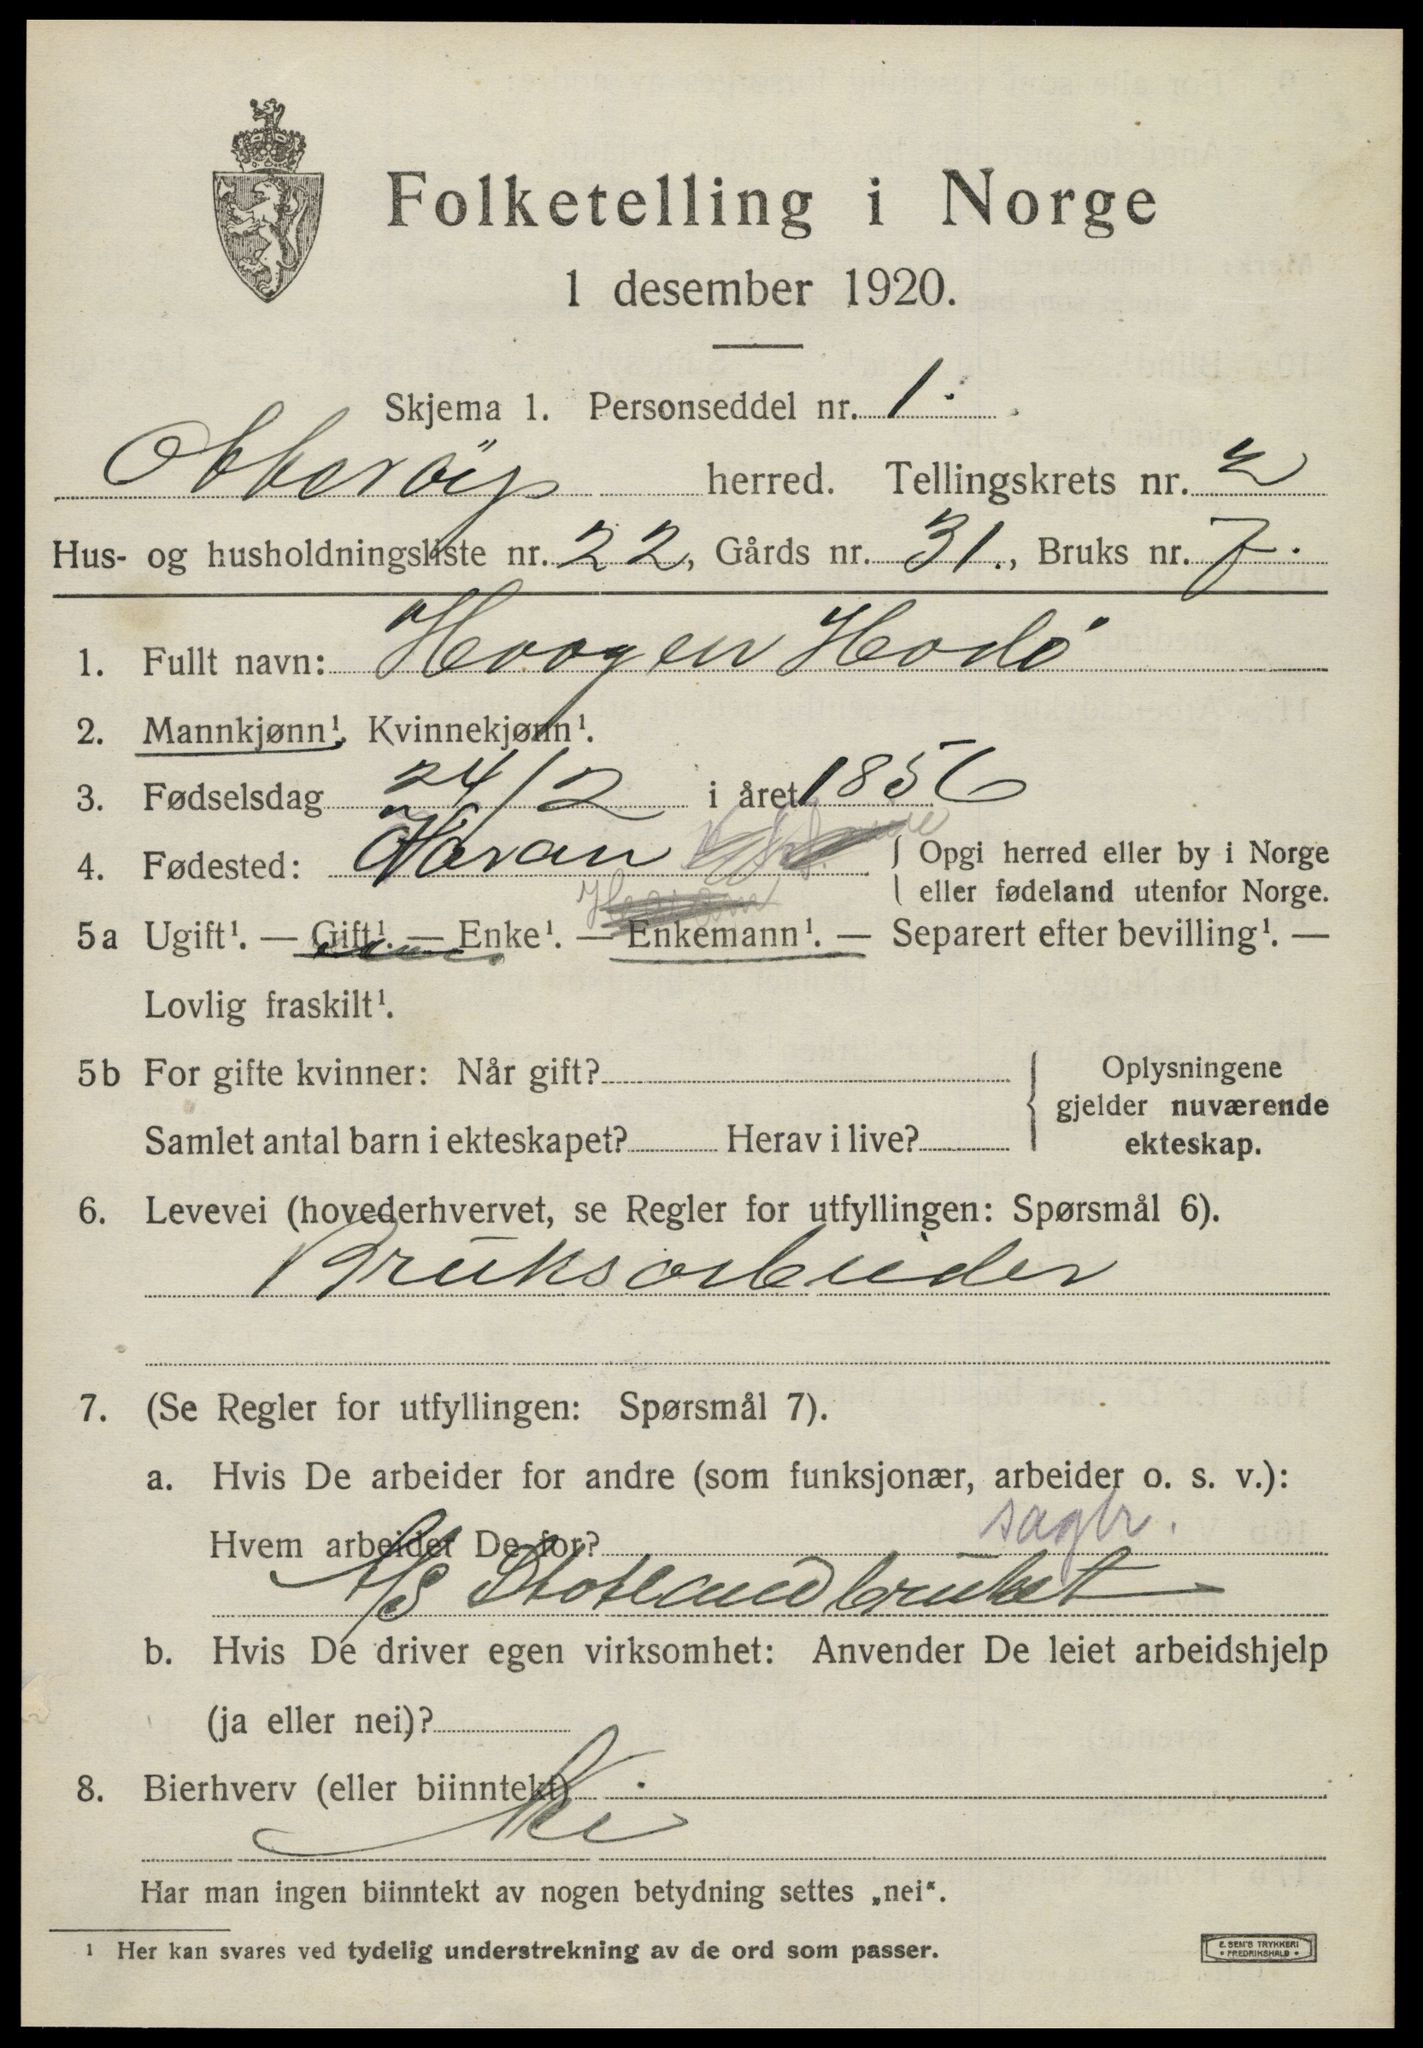 Folketelling i Norge
1 desember 1920.
Skjema 1. Personseddel nr. 1.
herred. Tellingskrets nr. 2
Hus- og husholdningsliste nr. 22, Gårds nr. 31., Bruks nr. 7.
1. Fullt navn: Hodö
2. Mannkjønn¹. Kvinnekjønn¹.
3. Fødselsdag 24/2 i året 1856
4. Fødested: Opgi herred eller by i Norge
eller fødeland utenfor Norge.
5a Ugift¹. — Gift¹. — Enke¹. — Enkemann¹. — Separert efter bevilling¹. —
Lovlig fraskilt¹.
5b For gifte kvinner: Når gift? Oplysningene
gjelder nuværende
Samlet antal barn i ekteskapet? Herav i live? ekteskap.
6. Levevei (hovederhvervet, se Regler for utfyllingen: Spørsmål 6).
Bruksarbeider
7. (Se Regler for utfyllingen: Spørsmål 7).
a. Hvis De arbeider for andre (som funksjonær, arbeider o. s. v.):
Hvem arbeider De for? sagbr.
A/S
b. Hvis De driver egen virksomhet: Anvender De leiet arbeidshjelp
(ja eller nei)?
8. Bierhverv (eller biinntekt)
Nei
Har man ingen biinntekt av nogen betydning settes „nei“.
¹ Her kan svares ved tydelig understrekning av de ord som passer.
E. SEM'S TRYKKERI
• FREDRIKSHALD •